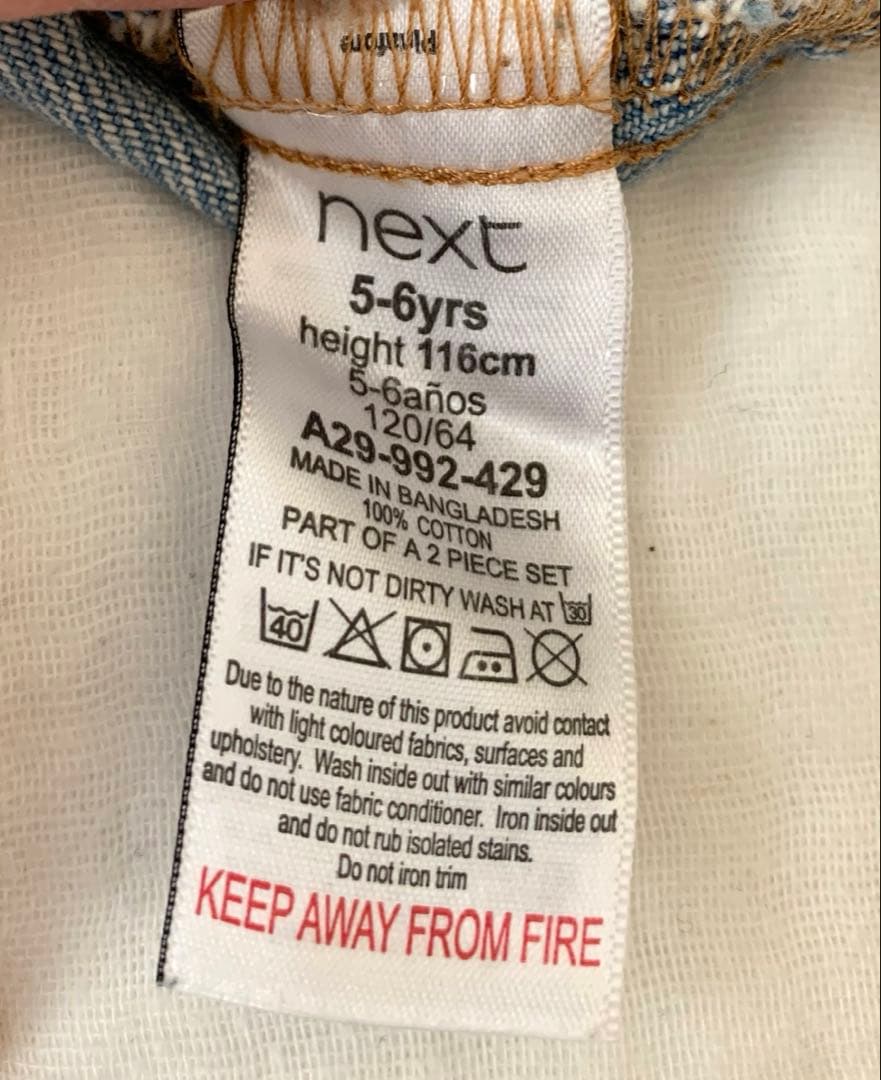 Pinafore
next
5-6yrs
height 116cm
5-6años
120/64
A29-992-429
MADE IN BANGLADESH
100% COTTON
PART OF A 2 PIECE SET
IF IT'S NOT DIRTY WASH AT 30
40
Due to the nature of this product avoid contact
with light coloured fabrics, surfaces and
upholstery. Wash inside out with similar colours
and do not use fabric conditioner. Iron inside out
and do not rub isolated stains.
Do not iron trim
KEEP AWAY FROM FIRE